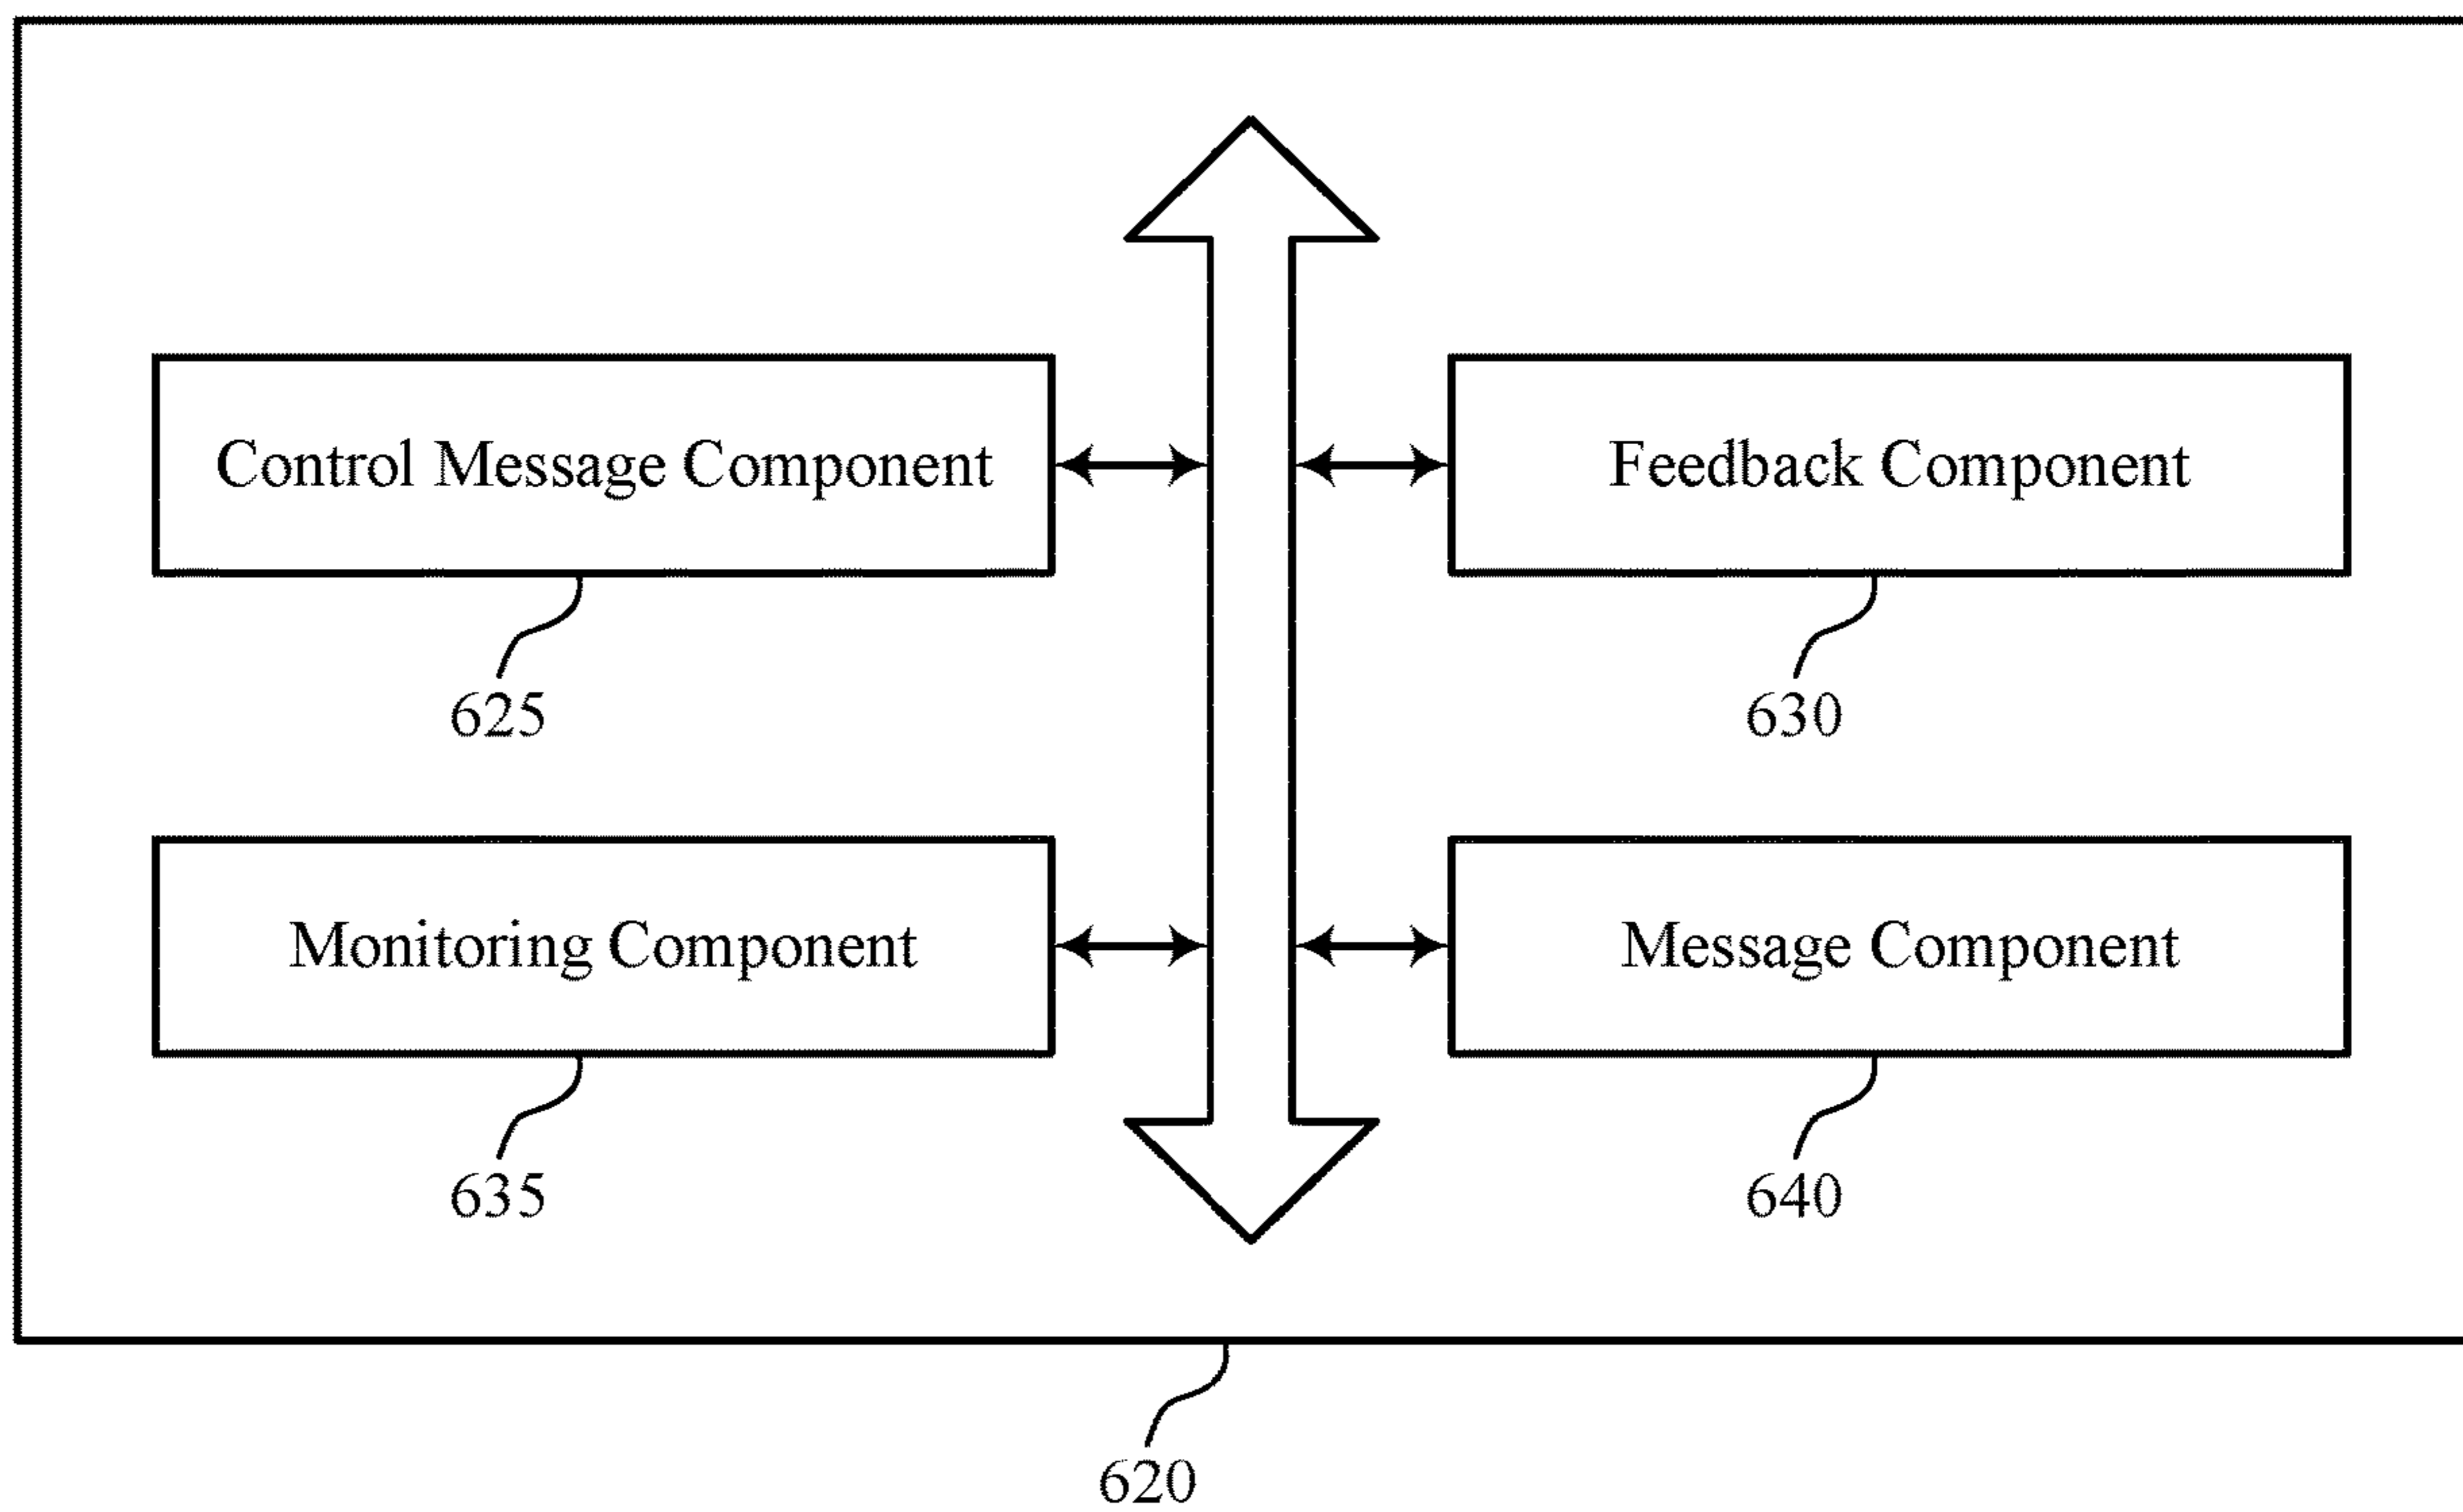 Control Message Component
Feedback Component
625
630
Monitoring Component
Message Component
635
640
620